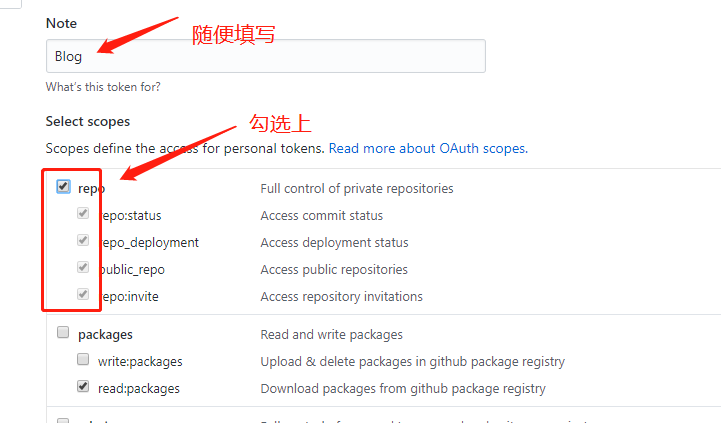 Note
随便填写
Blog
What's this token for?
Select scopes
勾选上
Scopes define the access for personal tokens. Read more about OAuth scopes.
repo Full control of private repositories
repo:status Access commit status
repo_deployment Access deployment status
public_repo Access public repositories
repo:invite Access repository invitations
packages Read and write packages
write:packages Upload & delete packages in github package registry
read:packages Download packages from github package registry